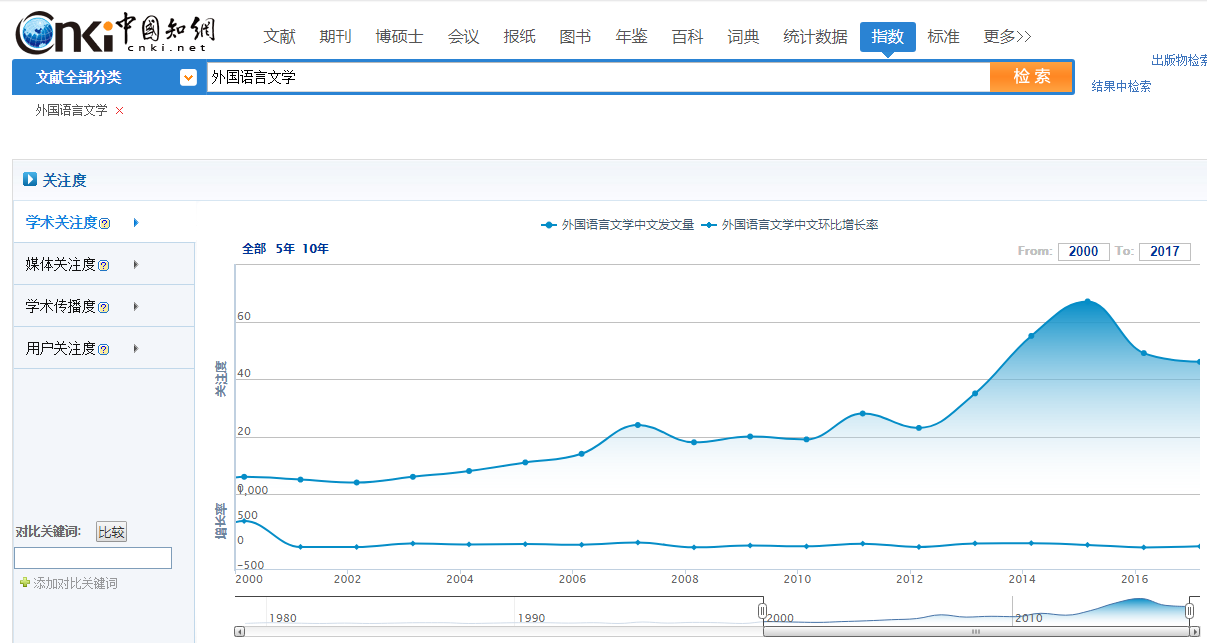 cnki 中国知网
cnki.net
文献 期刊 博硕士 会议 报纸 图书 年鉴 百科 词典 统计数据 指数 标准 更多>>
文献全部分类 外国语言文学 检索 出版物检索
结果中检索
外国语言文学 ×
关注度
学术关注度?
媒体关注度?
学术传播度?
用户关注度?
对比关键词: 比较
添加对比关键词
外国语言文学中文发文量 外国语言文学中文环比增长率
全部 5年 10年 From: 2000 To: 2017
关注度
60
40
20
0
增长率
1,000
500
0
-500
2000 2002 2004 2006 2008 2010 2012 2014 2016
1980 1990 2000 2010